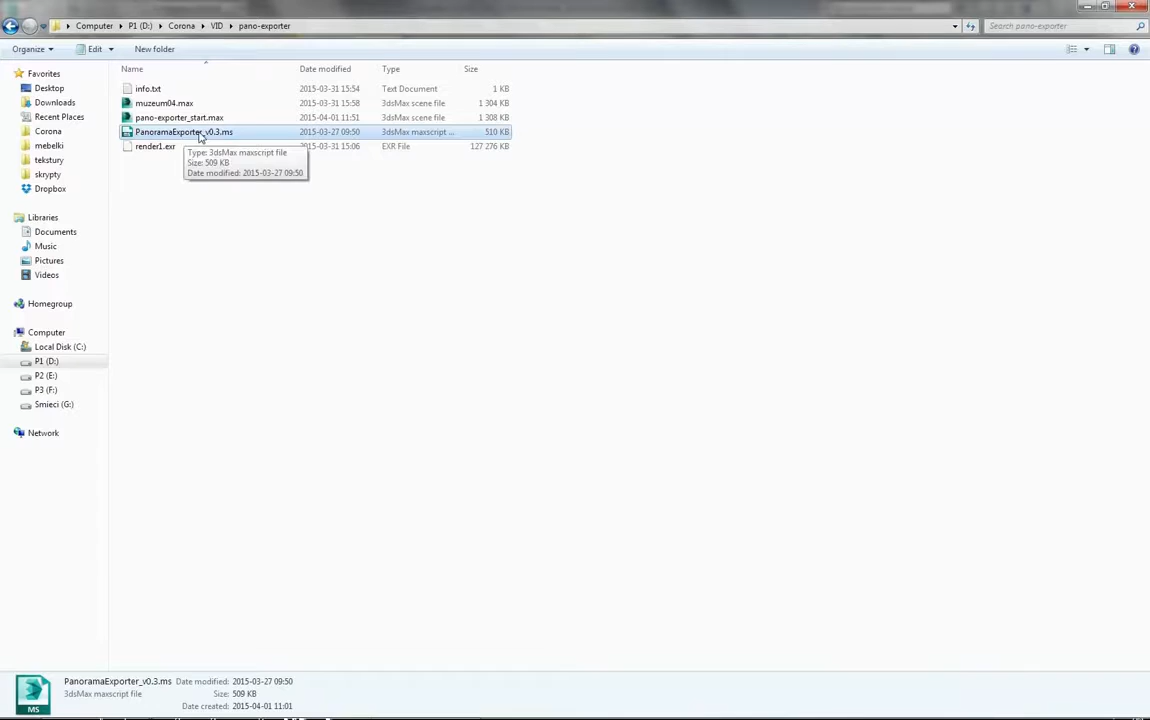 Computer ▸ P1 (D:) ▸ Corona ▸ VID ▸ pano-exporter
Search pano-exporter
Organize Edit New folder
Name Date modified Type Size
Favorites
Desktop
Downloads
Recent Places
Corona
mebelki
tekstury
skrypty
Dropbox
Libraries
Documents
Music
Pictures
Videos
Homegroup
Computer
Local Disk (C:)
P1 (D:)
P2 (E:)
P3 (F:)
Smieci (G:)
Network
info.txt 2015-03-31 15:54 Text Document 1 KB
muzeum04.max 2015-03-31 15:58 3dsMax scene file 1 304 KB
pano-exporter_start.max 2015-04-01 11:51 3dsMax scene file 1 308 KB
PanoramaExporter_v0.3.ms 2015-03-27 09:50 3dsMax maxscript ... 510 KB
render1.exr 2015-03-31 15:06 EXR File 127 276 KB
Type: 3dsMax maxscript file
Size: 509 KB
Date modified: 2015-03-27 09:50
PanoramaExporter_v0.3.ms Date modified: 2015-03-27 09:50
3dsMax maxscript file Size: 509 KB
Date created: 2015-04-01 11:01
MS